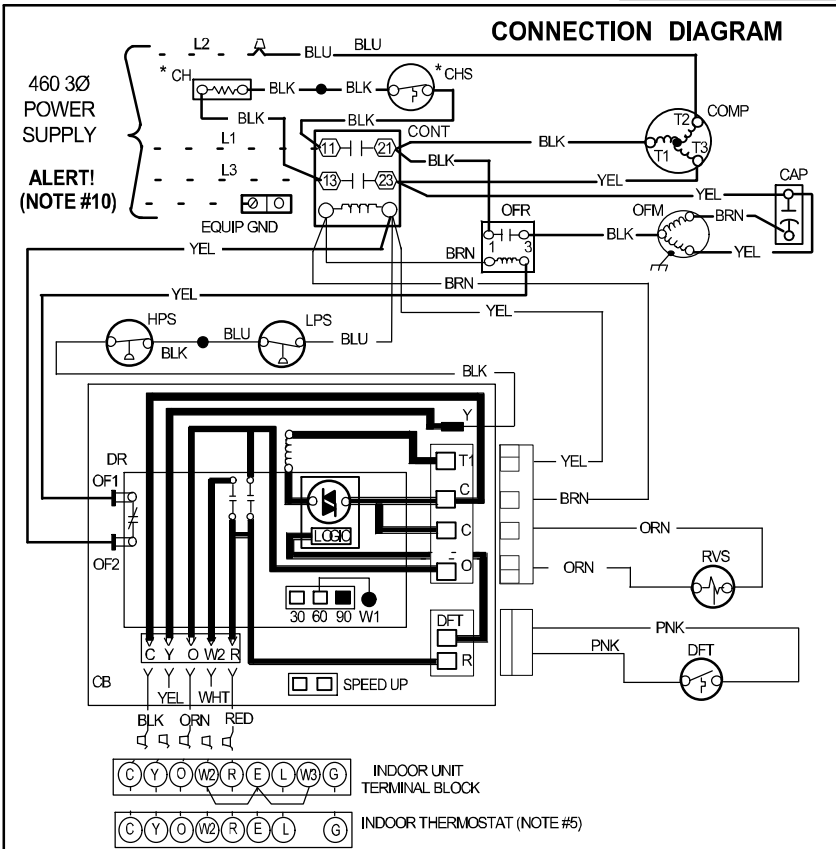 CONNECTION DIAGRAM
L2
BLU
BLU
* CH
BLK
BLK
* CHS
460 3Ø
POWER
SUPPLY
BLK
BLK
COMP
T2
T1
T3
L1
11
21
CONT
BLK
BLK
L3
13
23
YEL
YEL
CAP
ALERT!
(NOTE #10)
EQUIP GND
OFR
OFM
BRN
1
3
BLK
YEL
YEL
BRN
BRN
YEL
YEL
HPS
BLK
BLU
LPS
BLU
BLK
Y
DR
OF1
T1
YEL
C
BRN
LOGIC
C
ORN
OF2
O
ORN
RVS
30 60 90 W1
DFT
PNK
R
PNK
DFT
C Y O W2 R
CB
SPEED UP
YEL
WHT
BLK
ORN
RED
C Y O W2 R E L W3 G
INDOOR UNIT
TERMINAL BLOCK
C Y O W2 R E L G
INDOOR THERMOSTAT (NOTE #5)